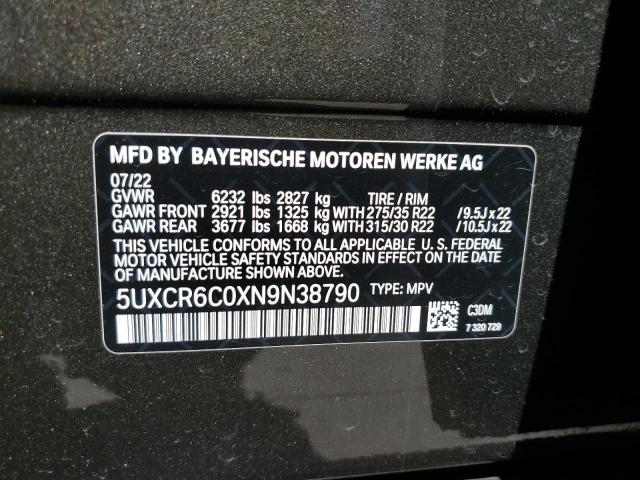 MFD BY BAYERISCHE MOTOREN WERKE AG
07/22
GVWR 6232 lbs 2827 kg TIRE / RIM
GAWR FRONT 2921 lbs 1325 kg WITH 275/35 R22 / 9.5J x 22
GAWR REAR 3677 lbs 1668 kg WITH 315/30 R22 / 10.5J x 22
THIS VEHICLE CONFORMS TO ALL APPLICABLE U. S. FEDERAL
MOTOR VEHICLE SAFETY STANDARDS IN EFFECT ON THE
DATE OF MANUFACTURE SHOWN ABOVE.
5UXCR6C0XN9N38790 TYPE: MPV
C3DM
7 320 729